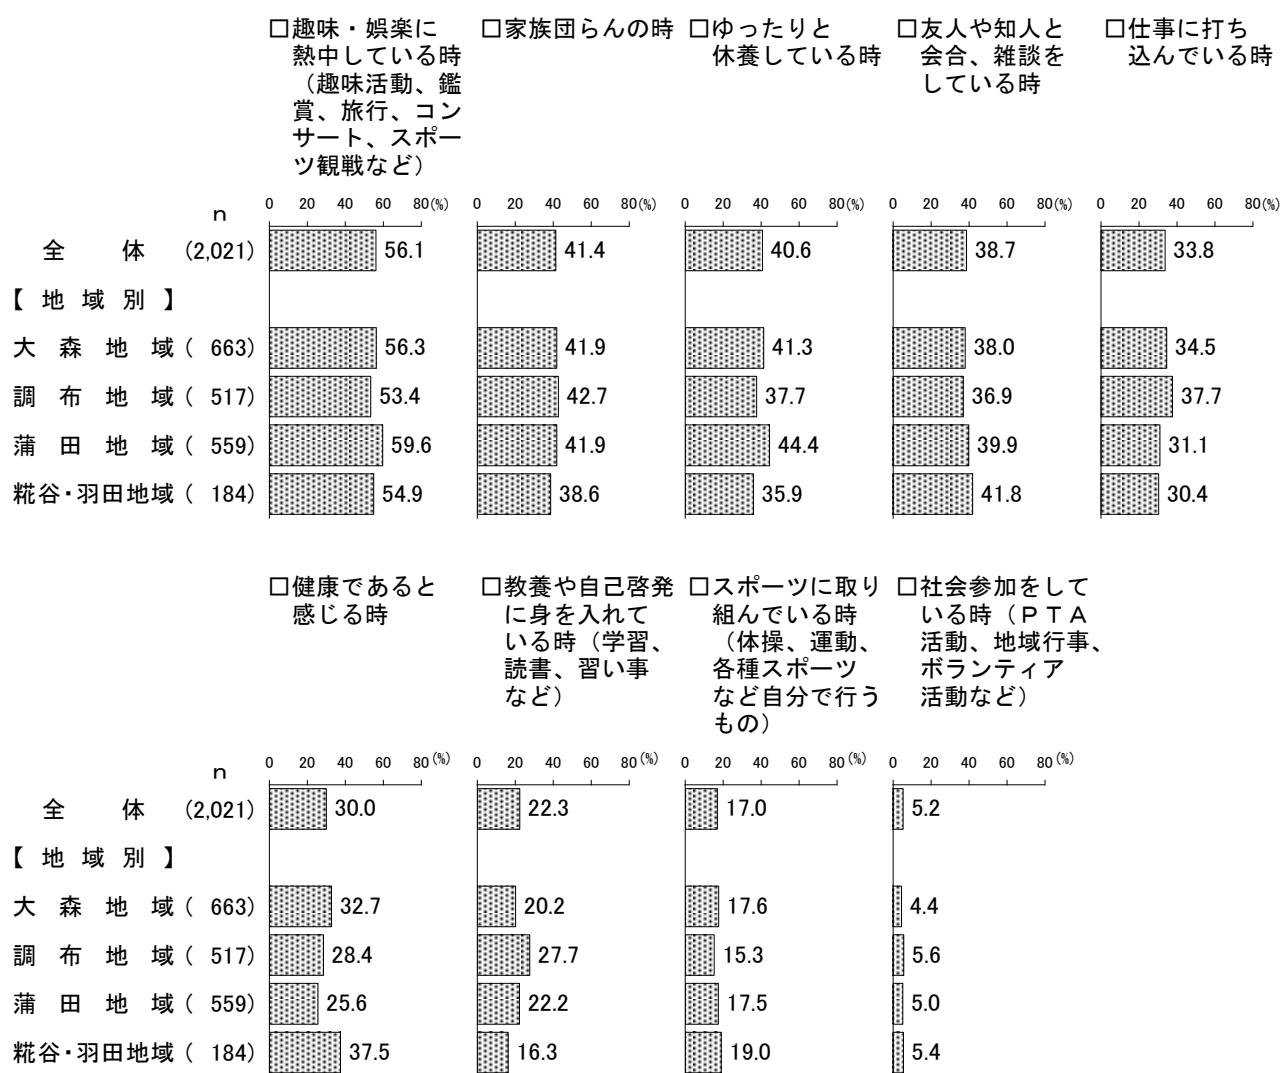 □趣味・娯楽に
熱中している時
（趣味活動、鑑
賞、旅行、コン
サート、スポー
ツ観戦など）
□家族団らんの時
□ゆったりと
休養している時
□友人や知人と
会合、雑談を
している時
□仕事に打ち
込んでいる時
n
0 20 40 60 80(%) 0 20 40 60 80(%) 0 20 40 60 80(%) 0 20 40 60 80(%) 0 20 40 60 80(%)
全体 (2,021) 56.1 41.4 40.6 38.7 33.8
【地域別】
大森地域( 663) 56.3 41.9 41.3 38.0 34.5
調布地域( 517) 53.4 42.7 37.7 36.9 37.7
蒲田地域( 559) 59.6 41.9 44.4 39.9 31.1
糀谷・羽田地域( 184) 54.9 38.6 35.9 41.8 30.4
□健康であると
感じる時
□教養や自己啓発
に身を入れて
いる時（学習、
読書、習い事
など）
□スポーツに取り
組んでいる時
（体操、運動、
各種スポーツ
など自分で行う
もの）
□社会参加をして
いる時（ＰＴＡ
活動、地域行事、
ボランティア
活動など）
n
0 20 40 60 80(%) 0 20 40 60 80(%) 0 20 40 60 80(%) 0 20 40 60 80(%)
全体 (2,021) 30.0 22.3 17.0 5.2
【地域別】
大森地域( 663) 32.7 20.2 17.6 4.4
調布地域( 517) 28.4 27.7 15.3 5.6
蒲田地域( 559) 25.6 22.2 17.5 5.0
糀谷・羽田地域( 184) 37.5 16.3 19.0 5.4